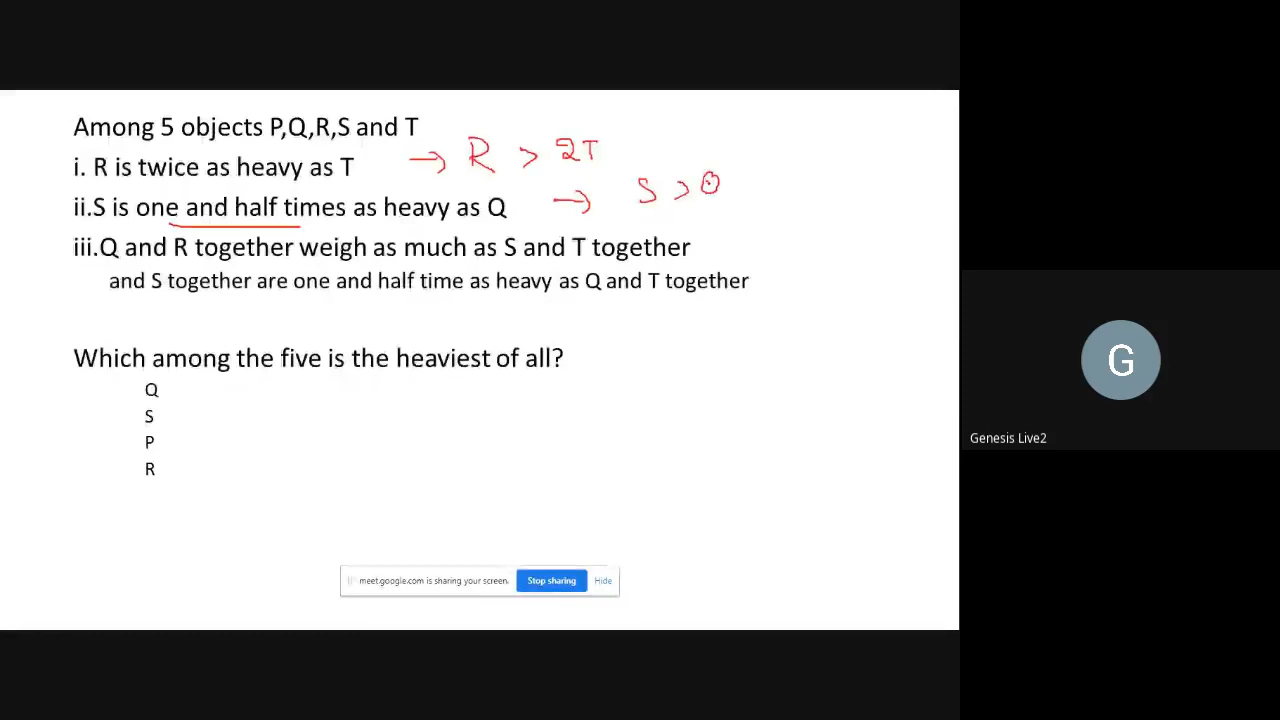 Among 5 objects P,Q,R,S and T
i. R is twice as heavy as T → R > 2T
ii.S is one and half times as heavy as Q → S > Q
iii.Q and R together weigh as much as S and T together
and S together are one and half time as heavy as Q and T together
Which among the five is the heaviest of all?
Q
S
P
R
meet.google.com is sharing your screen. Stop sharing Hide
G
Genesis Live2